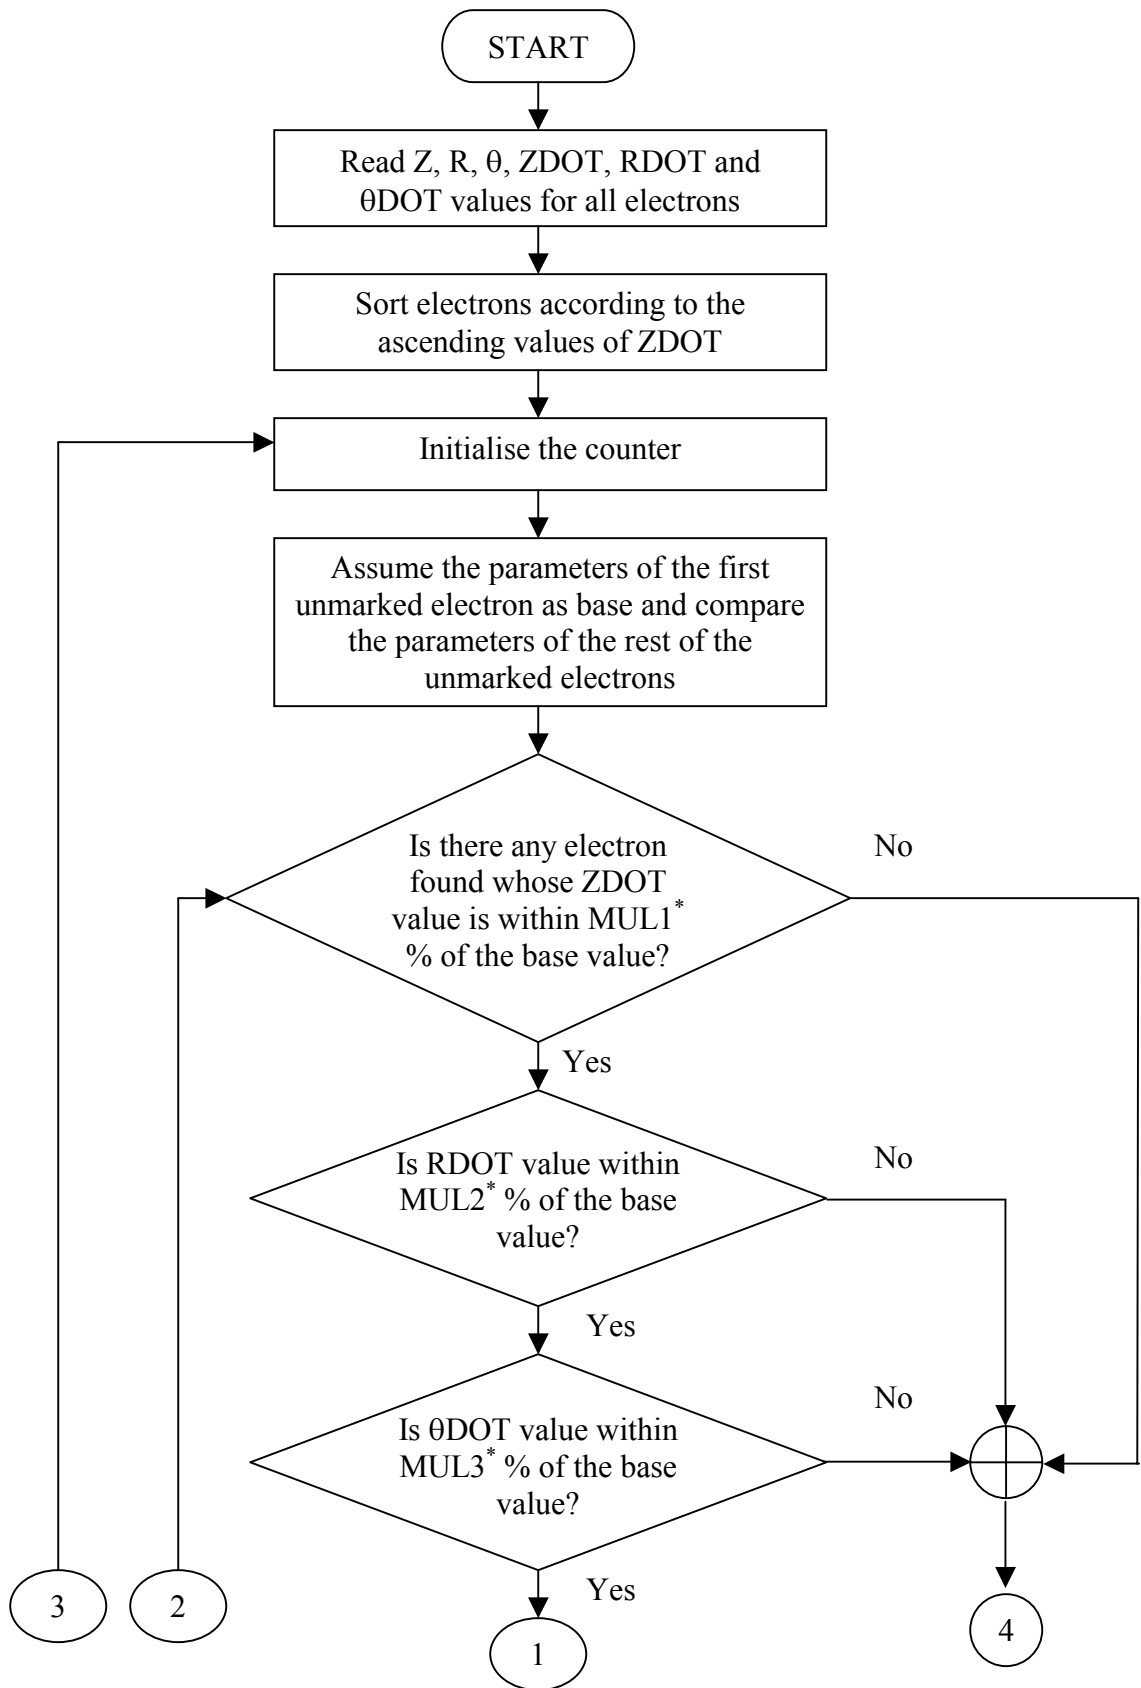 START
Read Z, R, θ, ZDOT, RDOT and
θDOT values for all electrons
Sort electrons according to the
ascending values of ZDOT
Initialise the counter
Assume the parameters of the first
unmarked electron as base and compare
the parameters of the rest of the
unmarked electrons
Is there any electron
found whose ZDOT
value is within MUL1*
% of the base value?
No
Yes
Is RDOT value within
MUL2* % of the base
value?
No
Yes
Is θDOT value within
MUL3* % of the base
value?
No
Yes
3
2
1
4